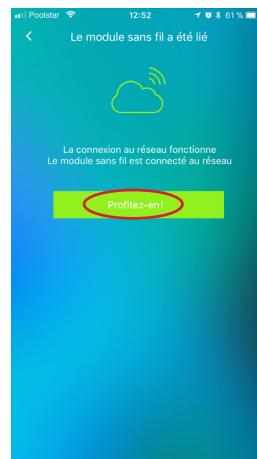 Poolstar 12:52 61 %
Le module sans fil a été lié
La connexion au réseau fonctionne
Le module sans fil est connecté au réseau
Profitez-en!